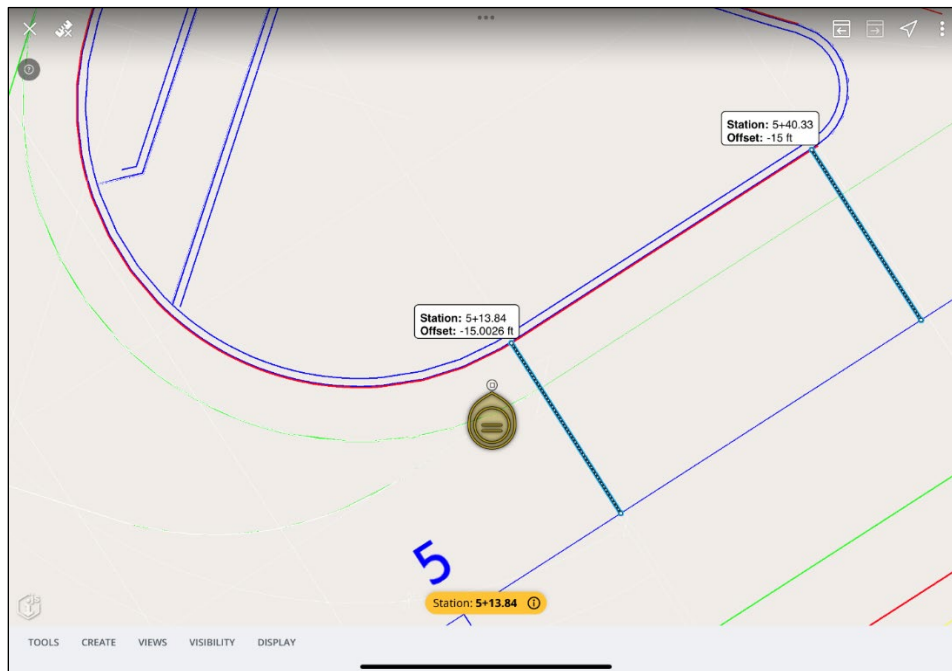 Station: 5+40.33
Offset: -15 ft
Station: 5+13.84
Offset: -15.0026 ft
5
Station: 5+13.84
TOOLS CREATE VIEWS VISIBILITY DISPLAY